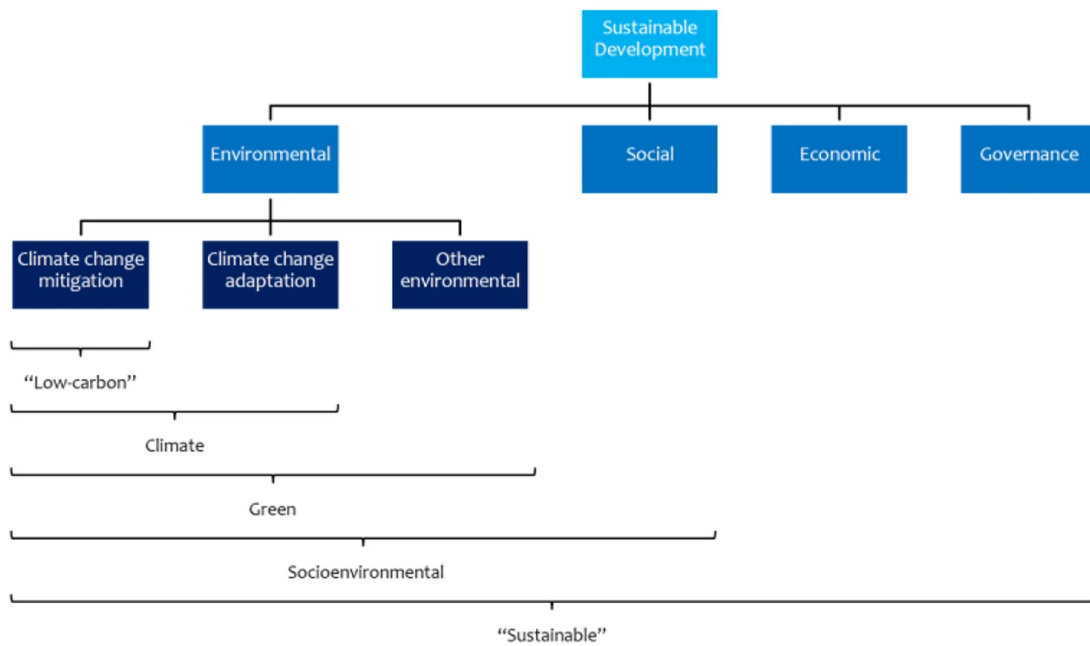 Sustainable
Development
Environmental
Social
Economic
Governance
Climate change
mitigation
Climate change
adaptation
Other
environmental
“Low-carbon”
Climate
Green
Socioenvironmental
“Sustainable”